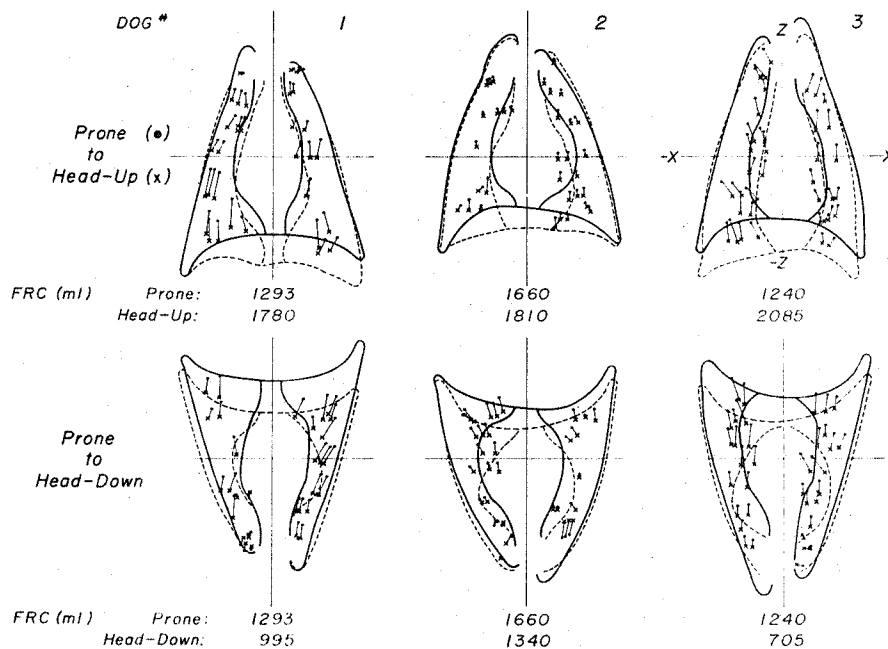 DOG # 1 2 3
Z
Prone (●)
to
Head-Up (x)
-X X
-Z
FRC (ml) Prone: 1293 1660 1240
Head-Up: 1780 1810 2085
Prone
to
Head-Down
FRC (ml) Prone: 1293 1660 1240
Head-Down: 995 1340 705